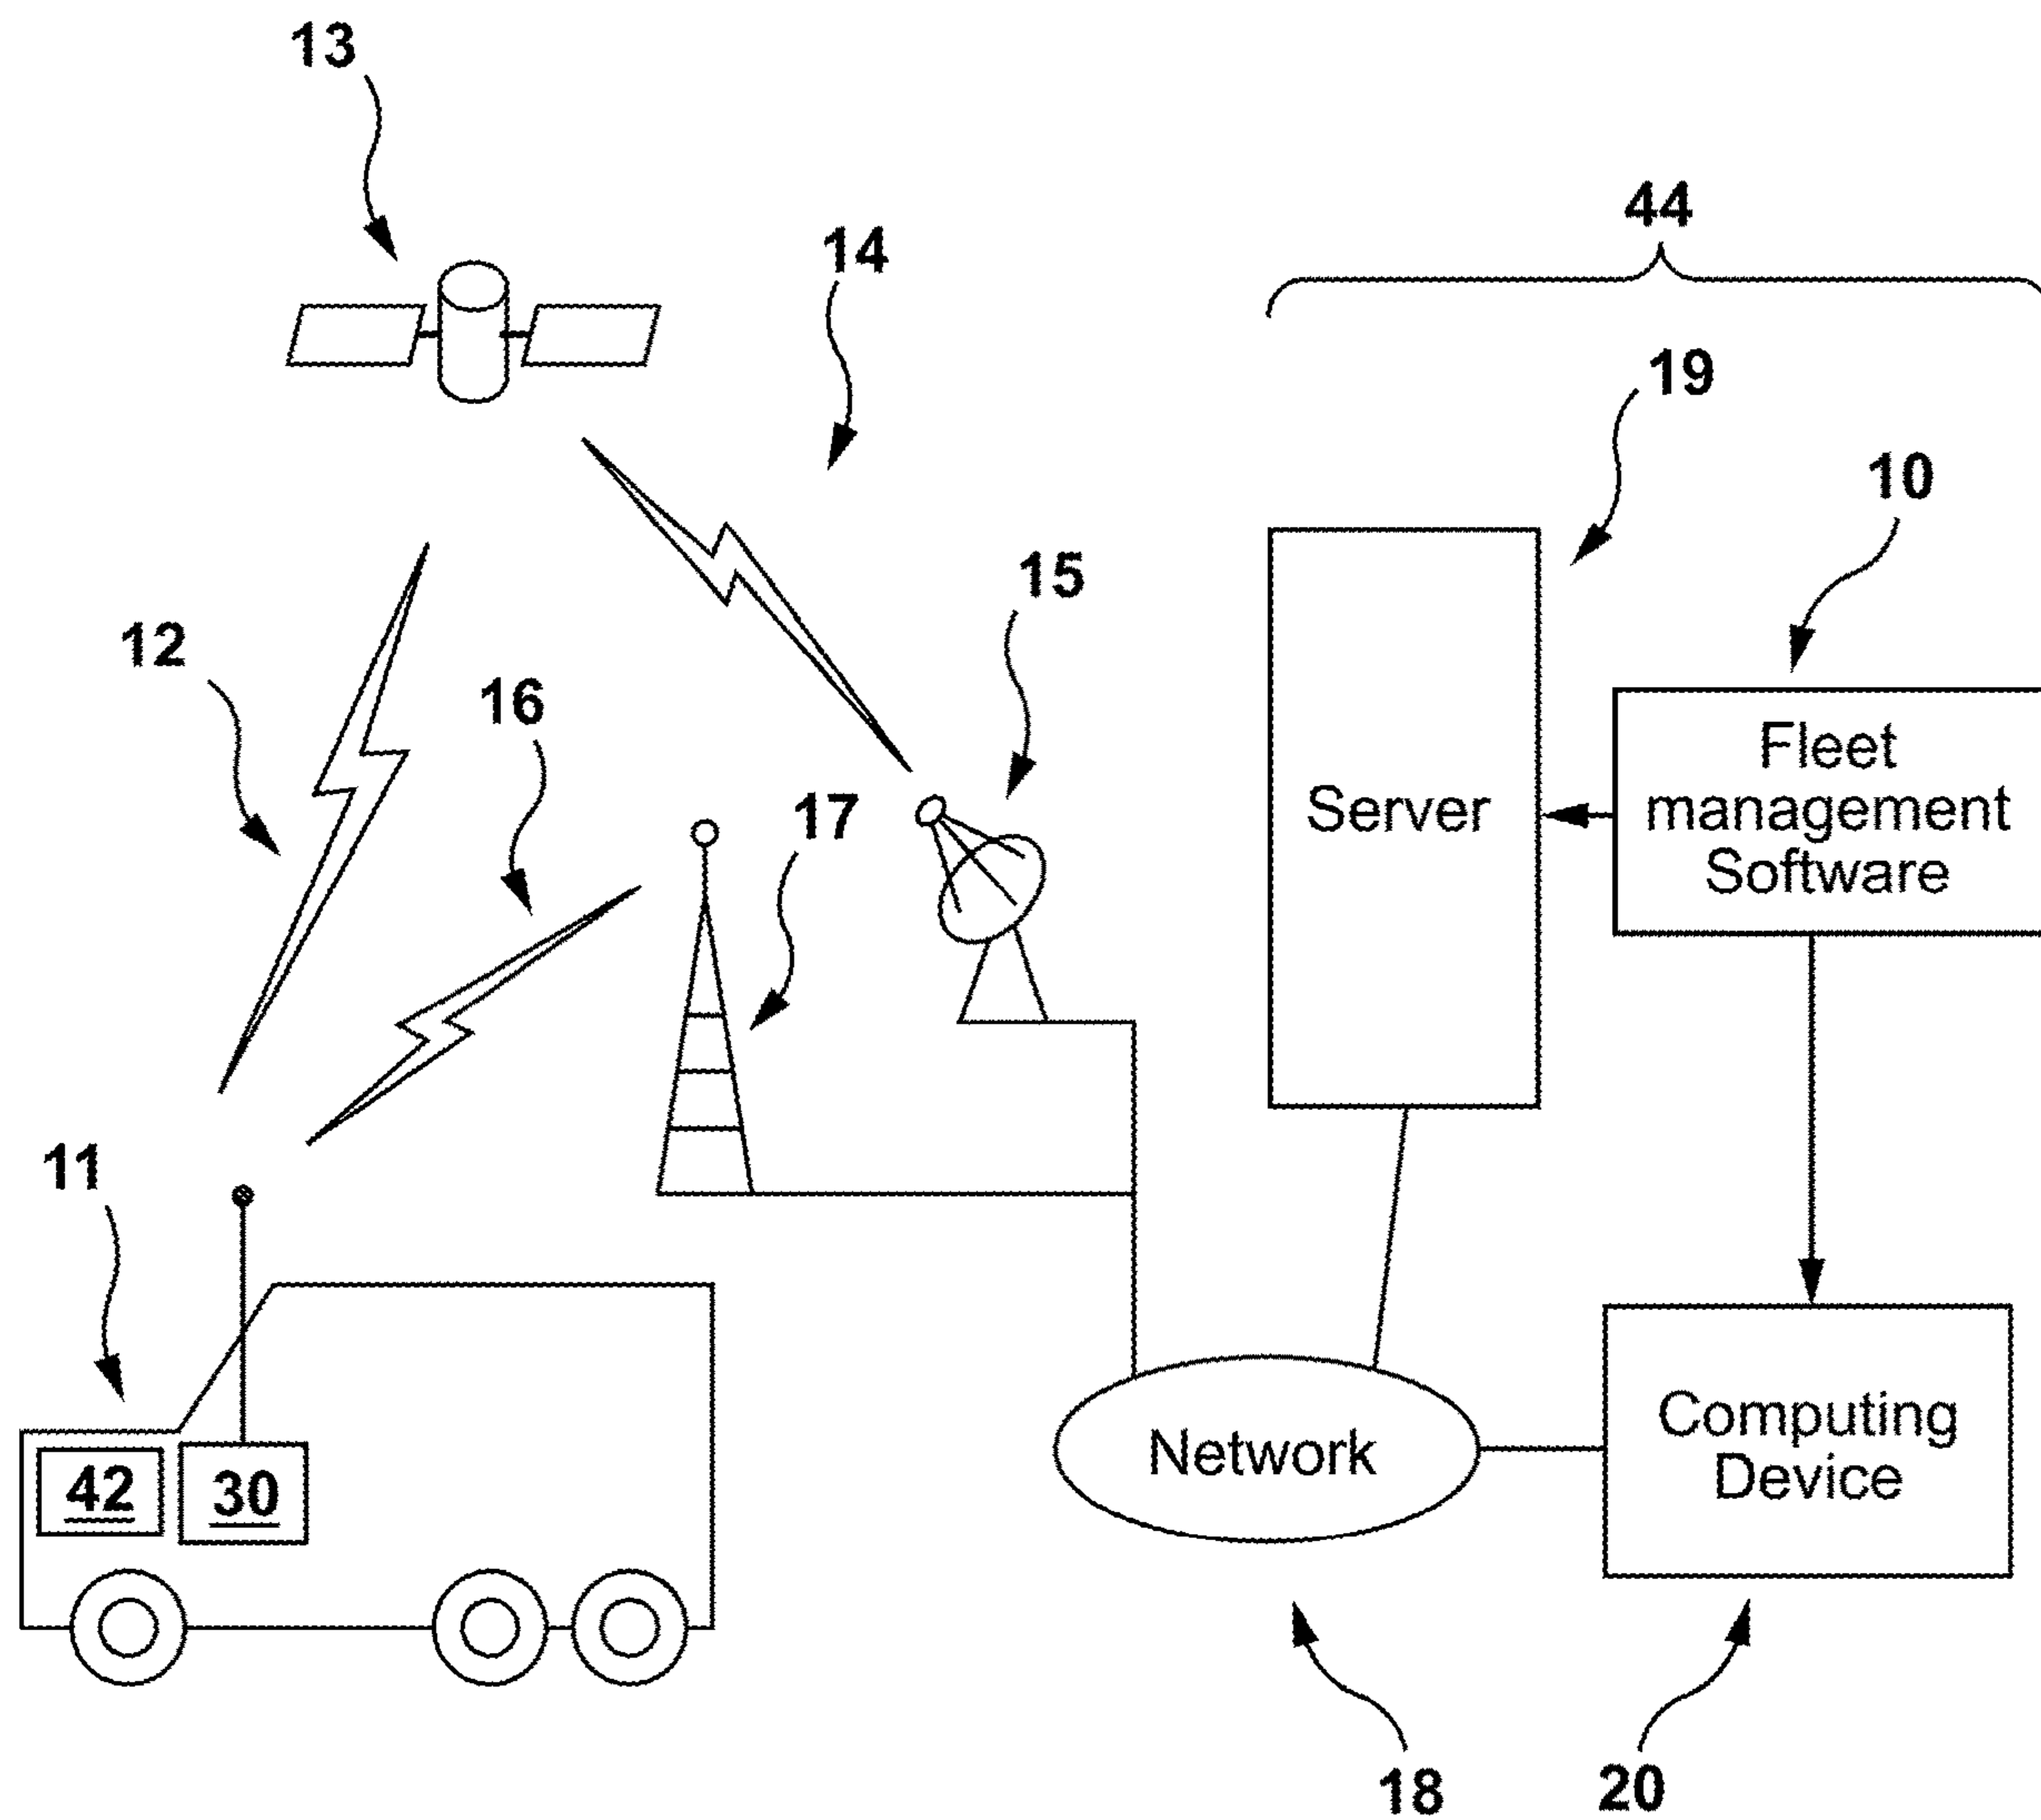 13
14
44
19
10
15
12
16
17
Server
Fleet
management
Software
11
42
30
Network
Computing
Device
18
20